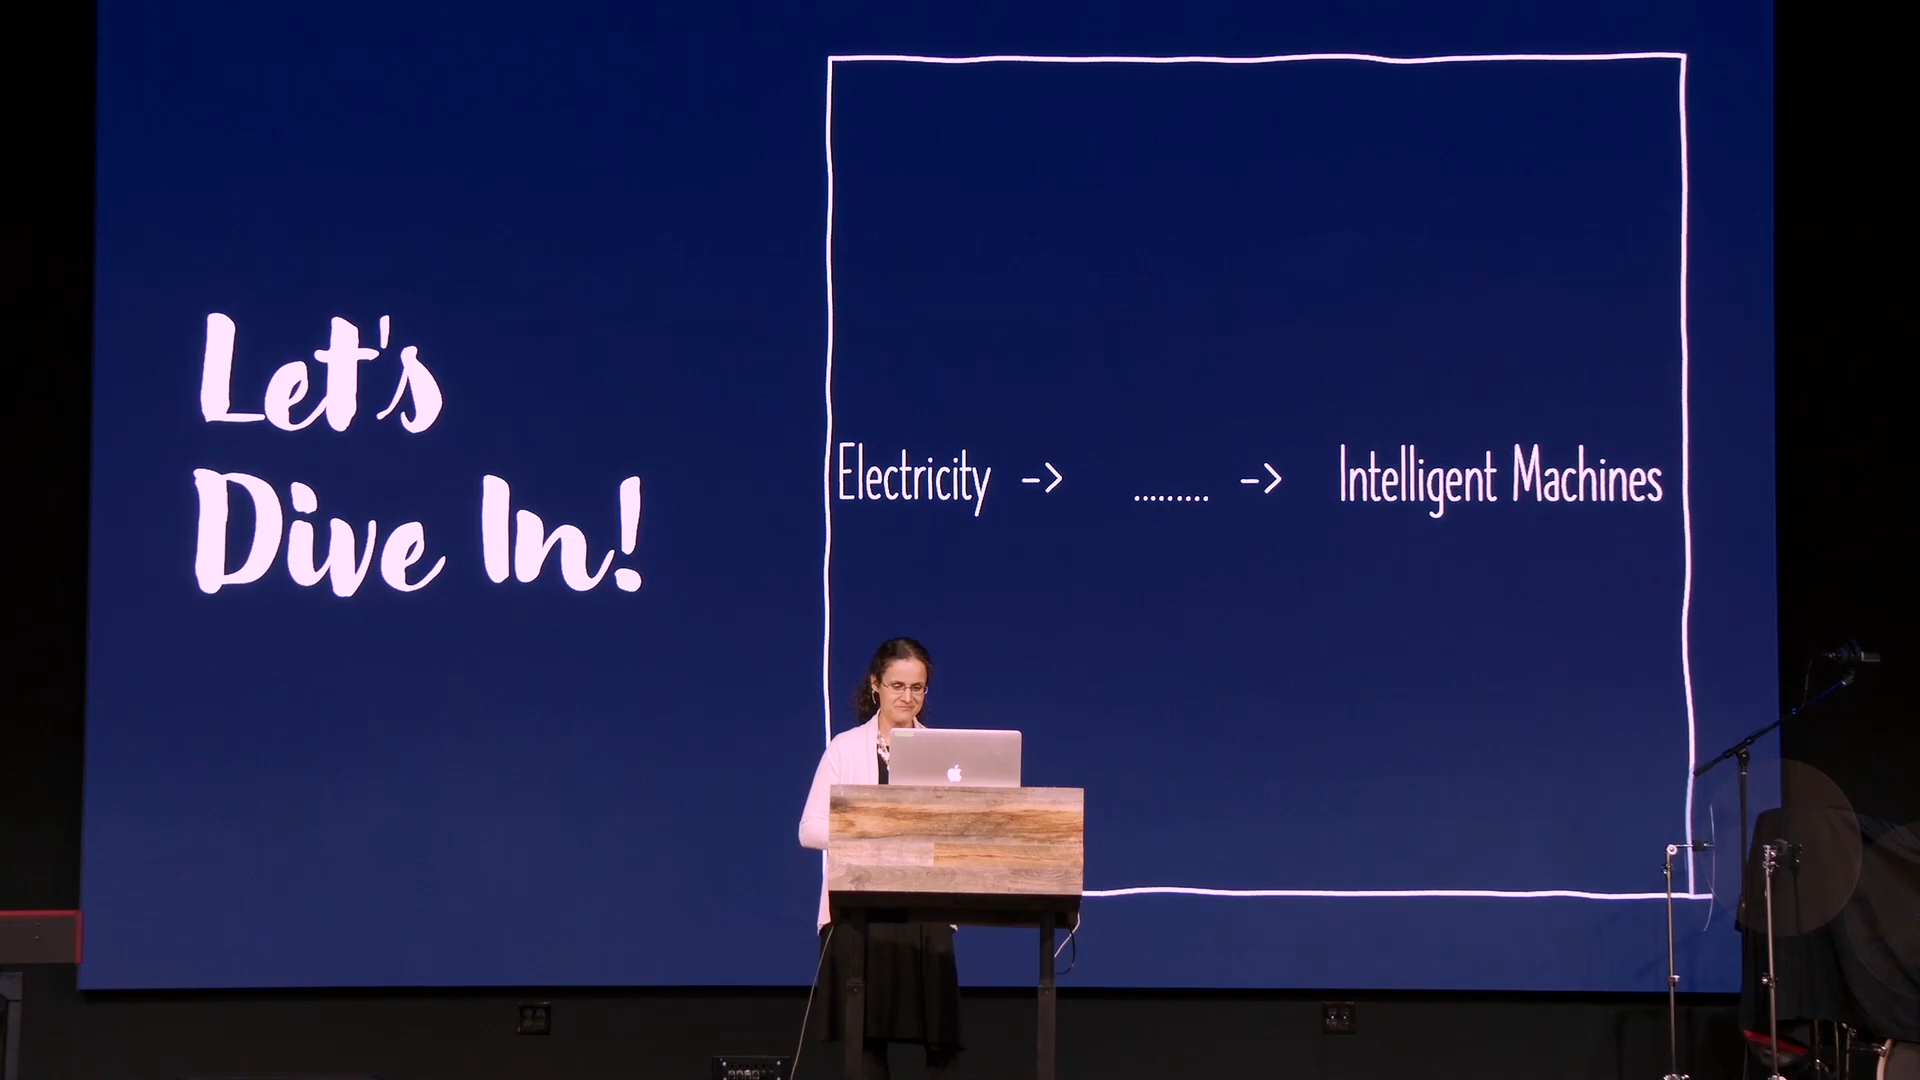 Let's
Dive In!
Electricity -> ......... -> Intelligent Machines